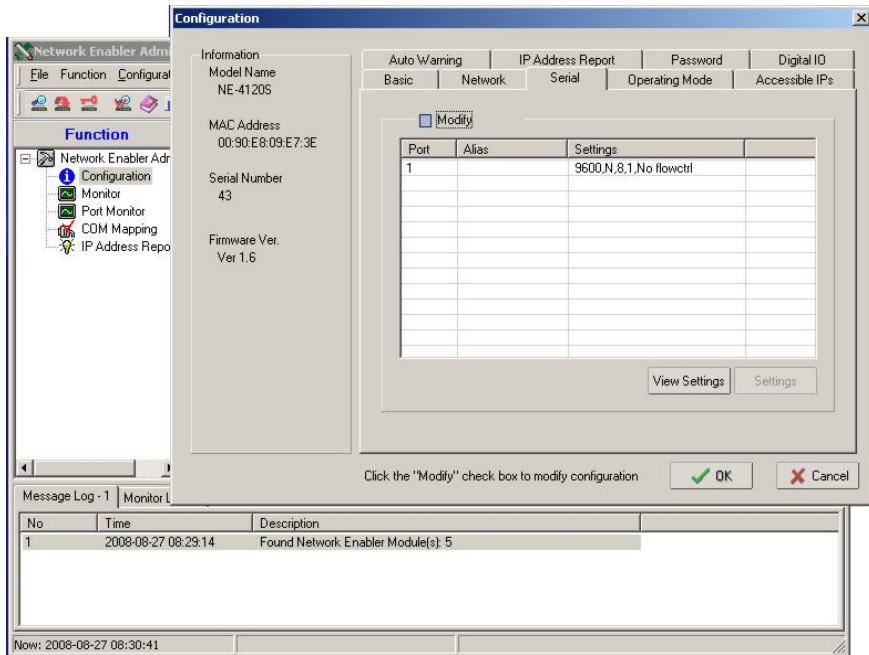 Configuration
Network Enabler Admi
File Function Configurat
Function
Network Enabler Adr
Configuration
Monitor
Port Monitor
COM Mapping
IP Address Repo
Information
Model Name
NE-4120S
MAC Address
00:90:E8:09:E7:3E
Serial Number
43
Firmware Ver.
Ver 1.6
Auto Warning IP Address Report Password Digital IO
Basic Network Serial Operating Mode Accessible IPs
Modify
Port Alias Settings
1 9600,N,8,1,No flowctrl
View Settings Settings
Click the "Modify" check box to modify configuration OK Cancel
Message Log - 1 Monitor L
No Time Description
1 2008-08-27 08:29:14 Found Network Enabler Module(s): 5
Now: 2008-08-27 08:30:41